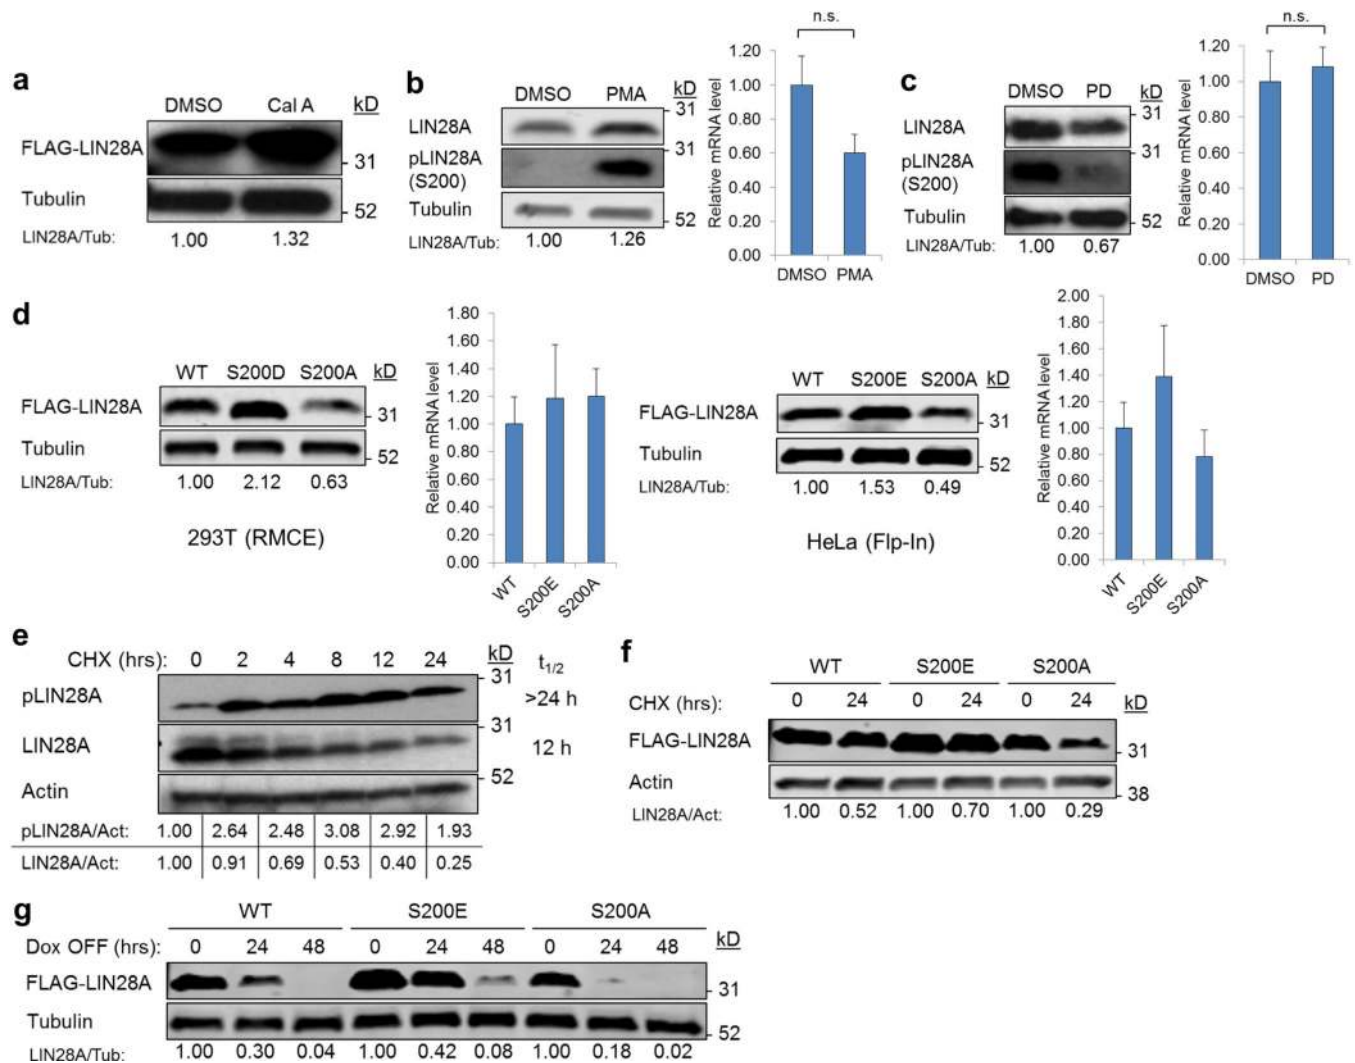 a
DMSO Cal A kD
FLAG-LIN28A
31
Tubulin
52
LIN28A/Tub: 1.00 1.32
b
DMSO PMA kD
31
LIN28A
31
pLIN28A
(S200)
Tubulin
52
LIN28A/Tub: 1.00 1.26
n.s.
Relative mRNA level
1.20
1.00
0.80
0.60
0.40
0.20
0.00
DMSO PMA
c
DMSO PD kD
31
LIN28A
31
pLIN28A
(S200)
Tubulin
52
LIN28A/Tub: 1.00 0.67
n.s.
Relative mRNA level
1.20
1.00
0.80
0.60
0.40
0.20
0.00
DMSO PD
d
WT S200D S200A kD
FLAG-LIN28A
31
Tubulin
52
LIN28A/Tub: 1.00 2.12 0.63
293T (RMCE)
Relative mRNA level
1.80
1.60
1.40
1.20
1.00
0.80
0.60
0.40
0.20
0.00
WT S200E S200A
WT S200E S200A kD
FLAG-LIN28A
31
Tubulin
52
LIN28A/Tub: 1.00 1.53 0.49
HeLa (Flp-In)
Relative mRNA level
2.00
1.80
1.60
1.40
1.20
1.00
0.80
0.60
0.40
0.20
0.00
WT S200E S200A
e
CHX (hrs): 0 2 4 8 12 24 kD t1/2
31
pLIN28A >24 h
31
LIN28A 12 h
52
Actin
pLIN28A/Act: 1.00 2.64 2.48 3.08 2.92 1.93
LIN28A/Act: 1.00 0.91 0.69 0.53 0.40 0.25
f
WT S200E S200A
CHX (hrs): 0 24 0 24 0 24 kD
FLAG-LIN28A
31
Actin
38
LIN28A/Act: 1.00 0.52 1.00 0.70 1.00 0.29
g
WT S200E S200A
Dox OFF (hrs): 0 24 48 0 24 48 0 24 48 kD
FLAG-LIN28A
31
Tubulin
52
LIN28A/Tub: 1.00 0.30 0.04 1.00 0.42 0.08 1.00 0.18 0.02